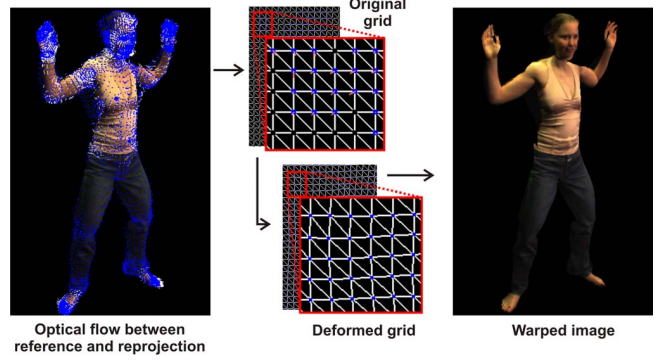 Original
grid
Optical flow between
reference and reprojection
Deformed grid
Warped image